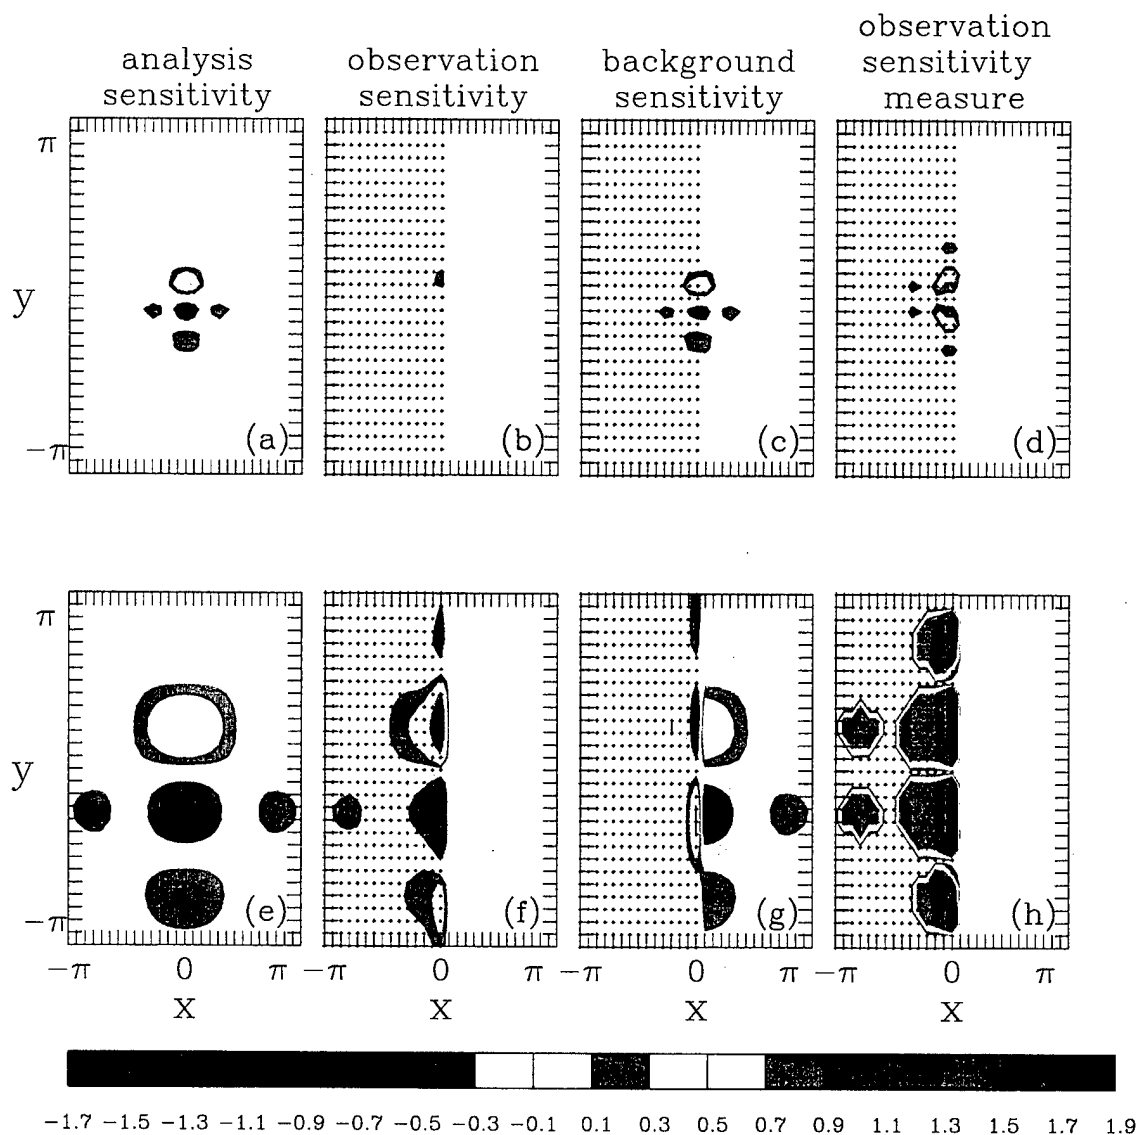 analysis sensitivity
observation sensitivity
background sensitivity
observation sensitivity measure
π
y
−π
(a)
(b)
(c)
(d)
π
y
−π
(e)
(f)
(g)
(h)
−π 0 π −π 0 −π 0 π −π 0 π
x x x x
−1.7 −1.5 −1.3 −1.1 −0.9 −0.7 −0.5 −0.3 −0.1 0.1 0.3 0.5 0.7 0.9 1.1 1.3 1.5 1.7 1.9